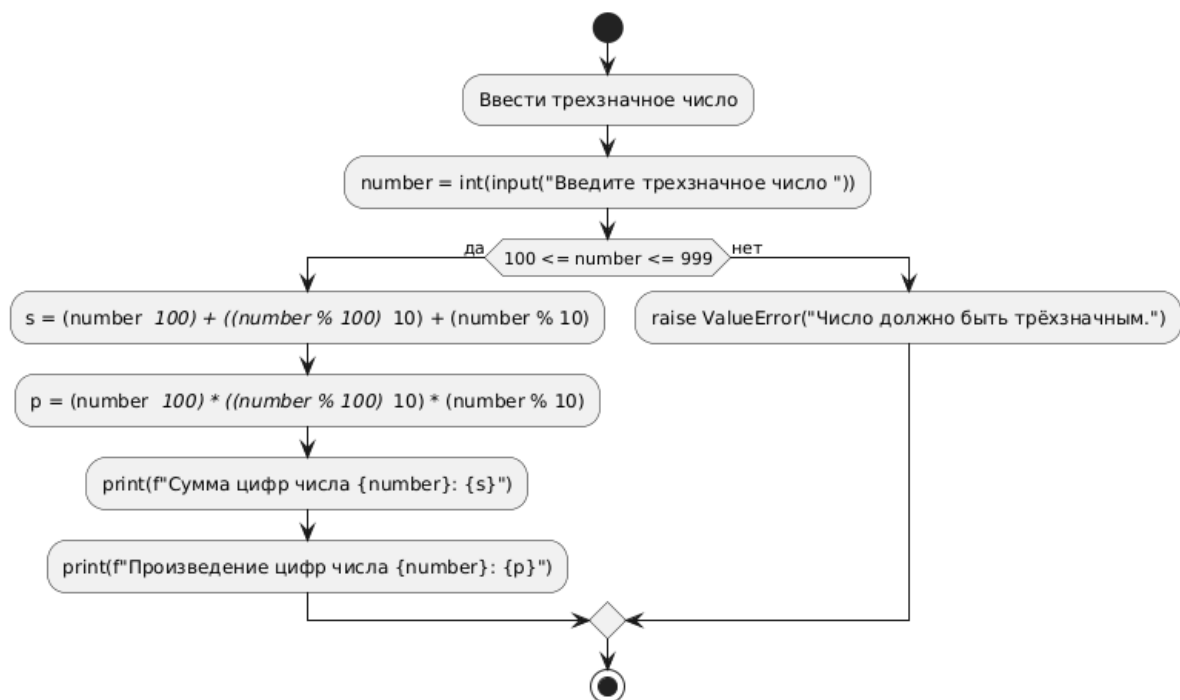 Ввести трехзначное число
number = int(input("Введите трехзначное число "))
да
100 <= number <= 999
нет
s = (number  100) + ((number % 100)  10) + (number % 10)
raise ValueError("Число должно быть трёхзначным.")
p = (number  100) * ((number % 100)  10) * (number % 10)
print(f"Сумма цифр числа {number}: {s}")
print(f"Произведение цифр числа {number}: {p}")